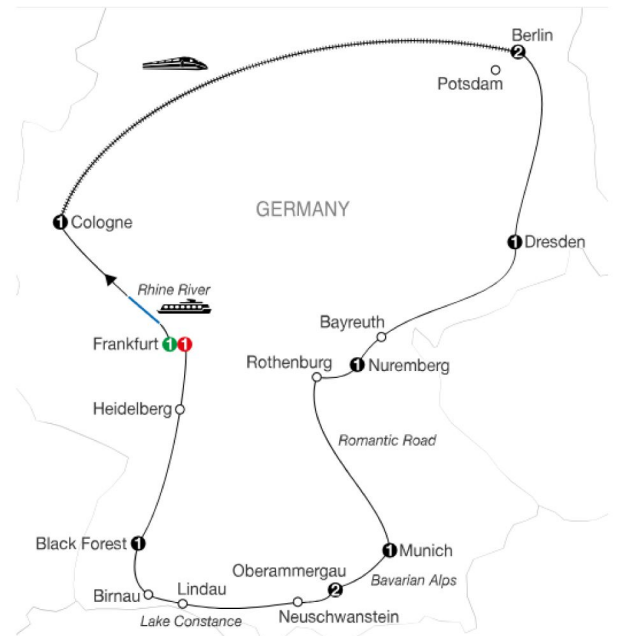 Berlin
2
Potsdam
1 Cologne
GERMANY
1 Dresden
Rhine River
Bayreuth
Frankfurt 1 1
Rothenburg
1 Nuremberg
Heidelberg
Romantic Road
Black Forest 1
1 Munich
Oberammergau
2
Bavarian Alps
Birnau
Lindau
Neuschwanstein
Lake Constance